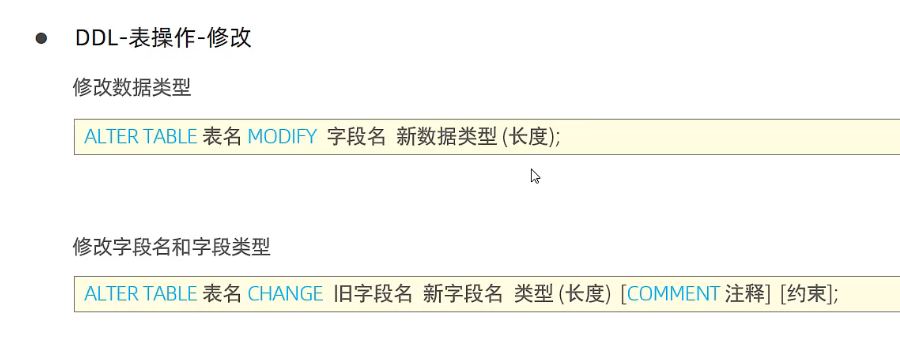 ● DDL-表操作-修改
修改数据类型
ALTER TABLE 表名 MODIFY 字段名 新数据类型 (长度);
修改字段名和字段类型
ALTER TABLE 表名 CHANGE 旧字段名 新字段名 类型 (长度) [COMMENT 注释] [约束];